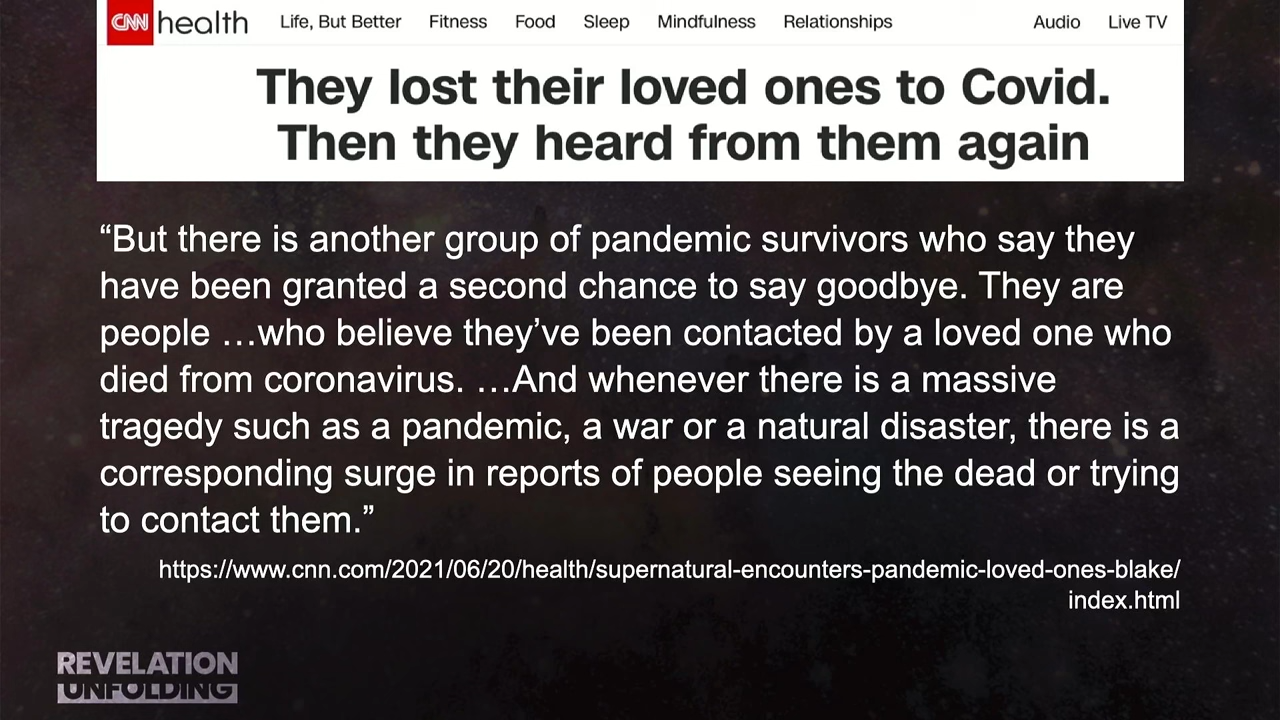 CNN health Life, But Better Fitness Food Sleep Mindfulness Relationships Audio Live TV
They lost their loved ones to Covid.
Then they heard from them again
“But there is another group of pandemic survivors who say they
have been granted a second chance to say goodbye. They are
people …who believe they’ve been contacted by a loved one who
died from coronavirus. …And whenever there is a massive
tragedy such as a pandemic, a war or a natural disaster, there is a
corresponding surge in reports of people seeing the dead or trying
to contact them.”
https://www.cnn.com/2021/06/20/health/supernatural-encounters-pandemic-loved-ones-blake/
index.html
REVELATION
UNFOLDING